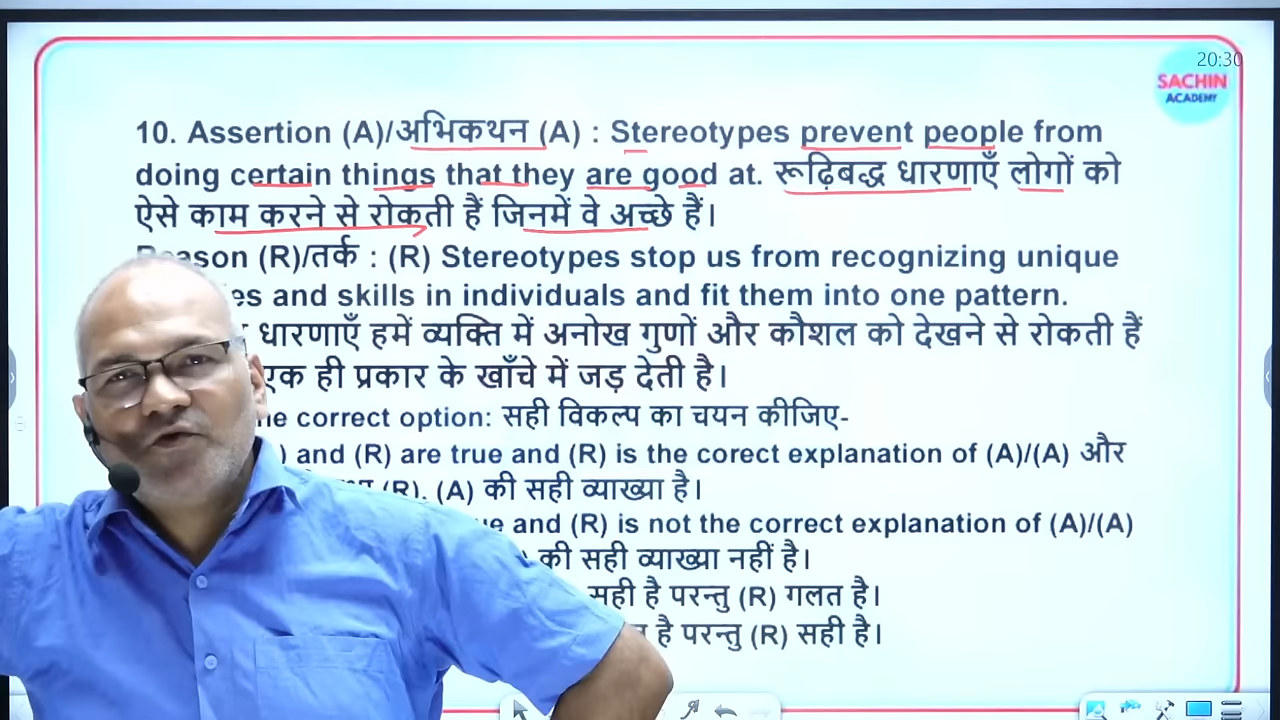 20:30
SACHIN
ACADEMY
10. Assertion (A)/अभिकथन (A) : Stereotypes prevent people from
doing certain things that they are good at. रूढ़िबद्ध धारणाएँ लोगों को
ऐसे काम करने से रोकती हैं जिनमें वे अच्छे हैं।
Reason (R)/तर्क : (R) Stereotypes stop us from recognizing unique
and skills in individuals and fit them into one pattern.
धारणाएँ हमें व्यक्ति में अनोख गुणों और कौशल को देखने से रोकती हैं
एक ही प्रकार के खाँचे में जड़ देती है।
correct option: सही विकल्प का चयन कीजिए-
and (R) are true and (R) is the corect explanation of (A)/(A) और
(R), (A) की सही व्याख्या है।
and (R) is not the correct explanation of (A)/(A)
की सही व्याख्या नहीं है।
सही है परन्तु (R) गलत है।
है परन्तु (R) सही है।